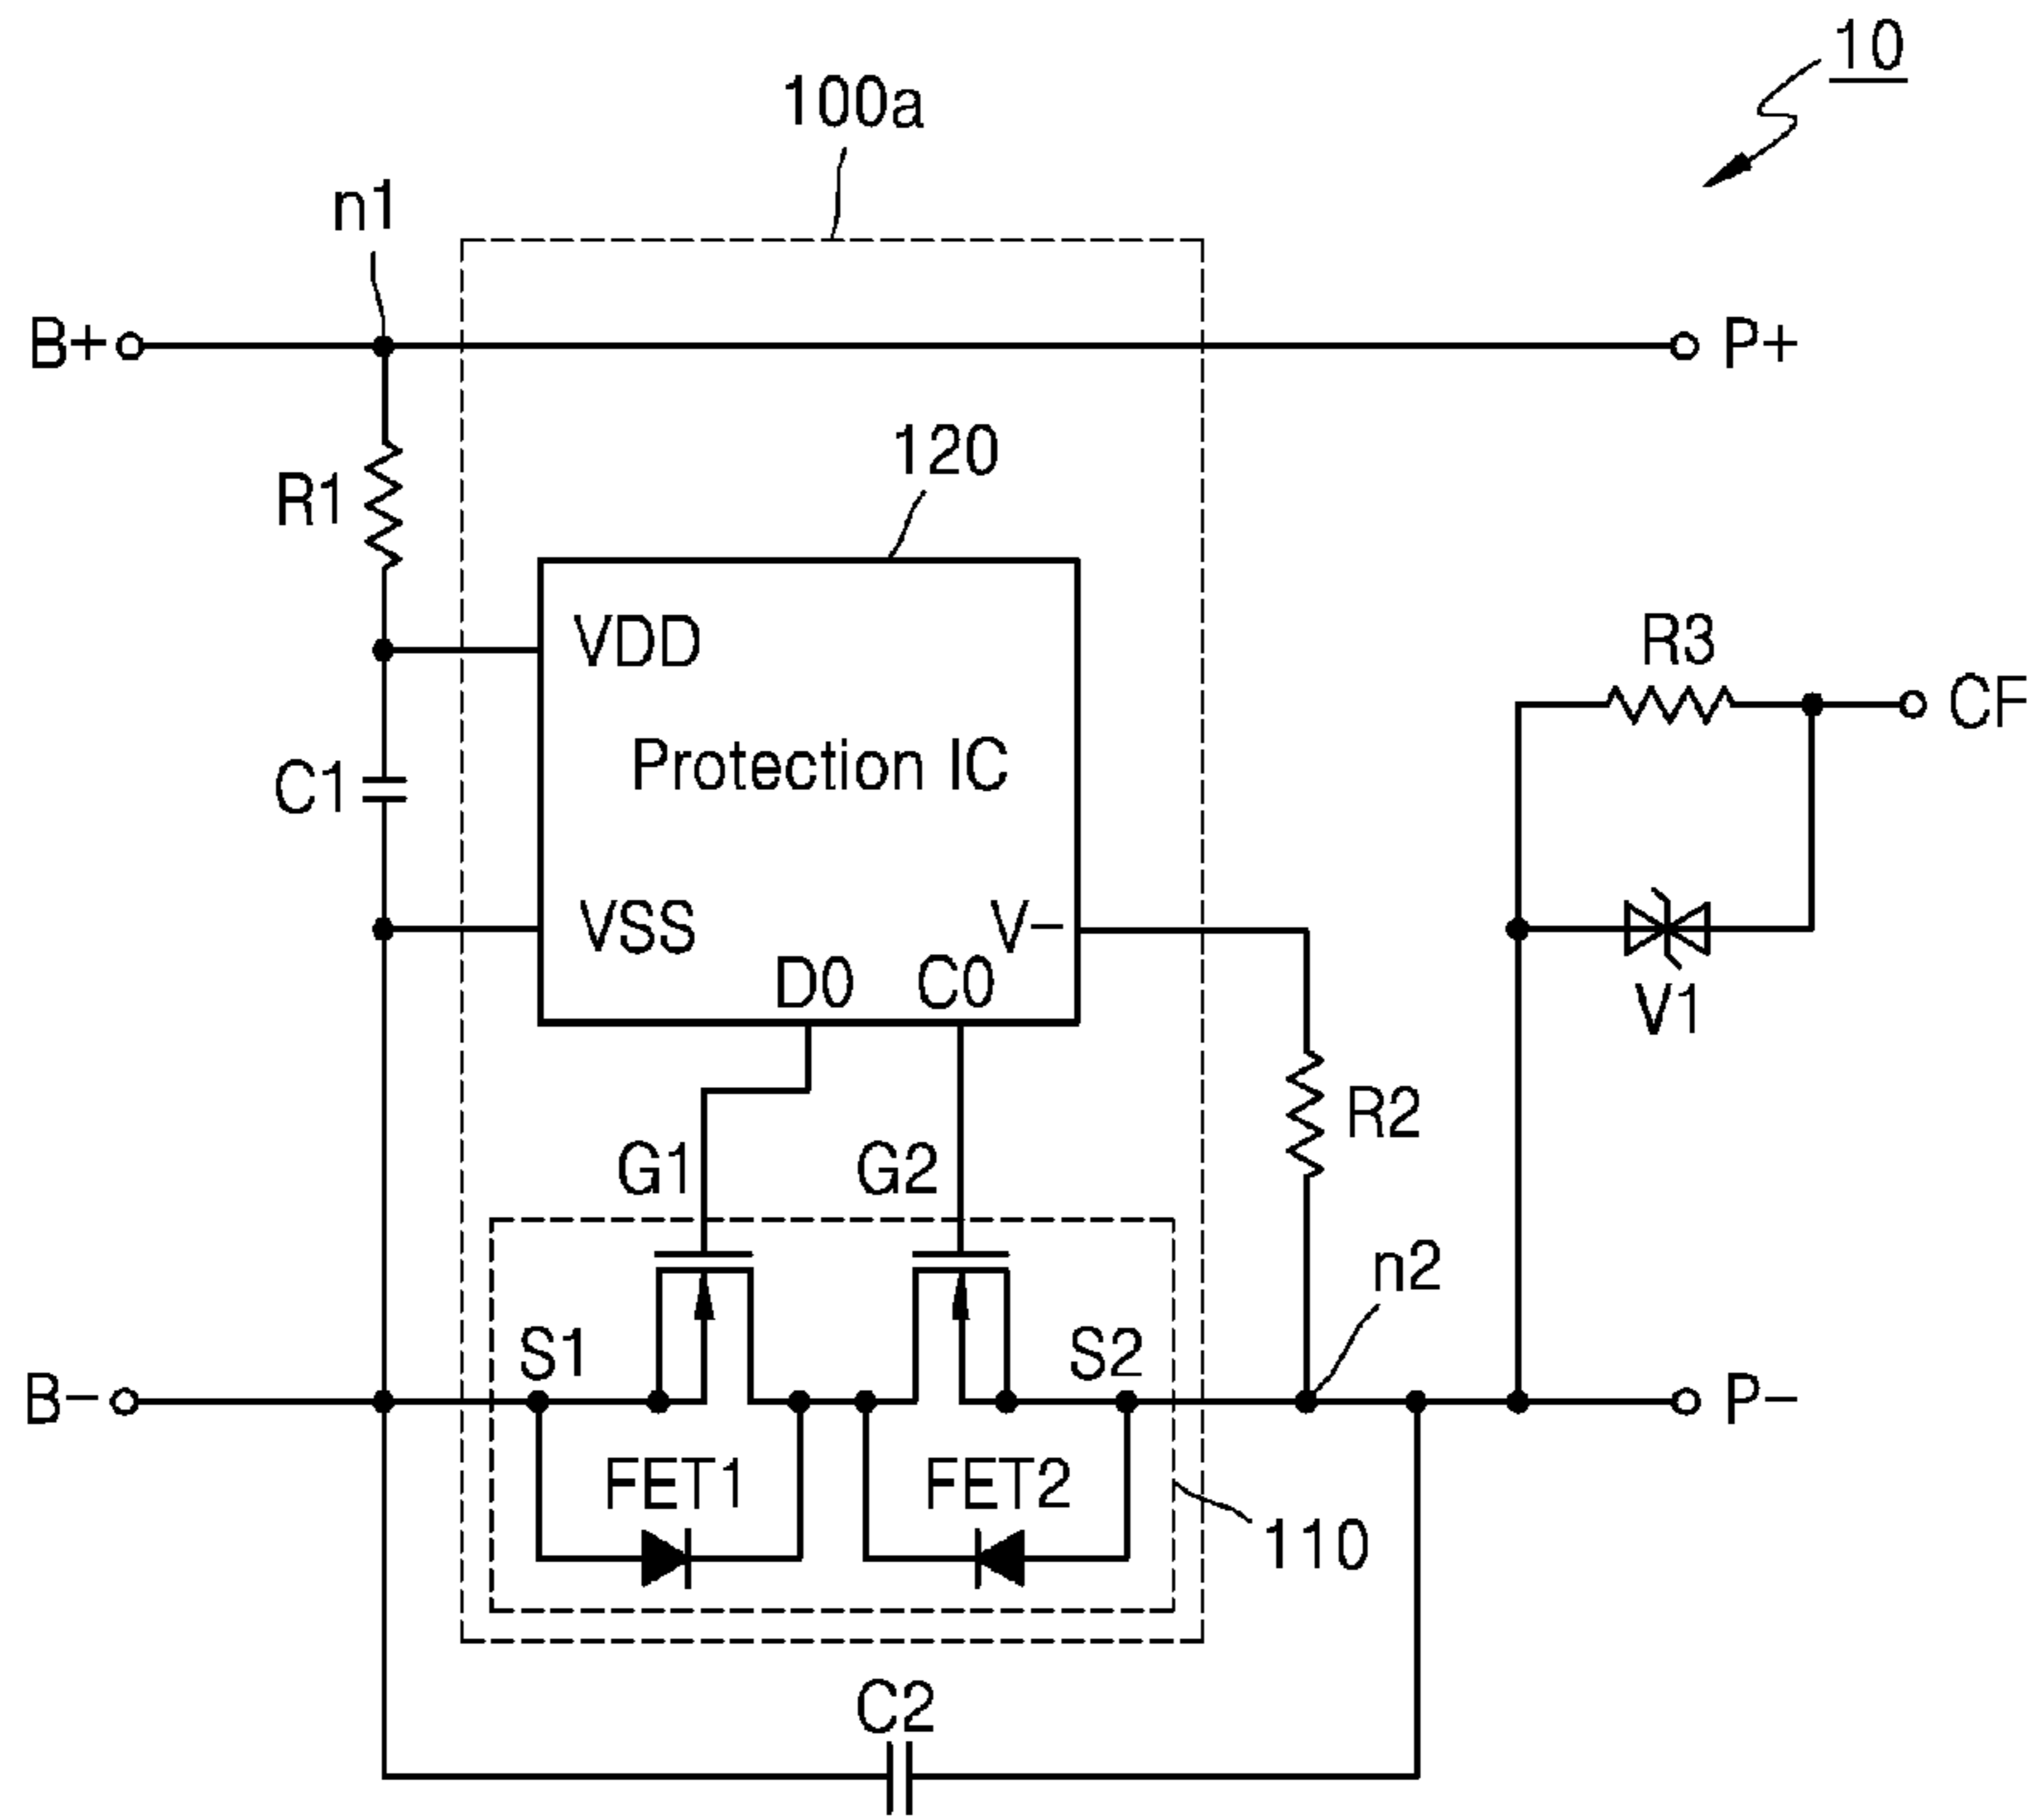 10
100a
n1
B+
P+
120
R1
VDD
R3
CF
Protection IC
C1
VSS
V-
D0
C0
V1
R2
G1
G2
n2
S1
S2
B-
P-
FET1
FET2
110
C2